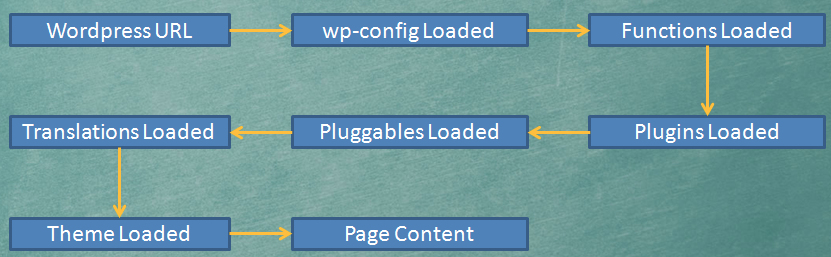 Wordpress URL
wp-config Loaded
Functions Loaded
Plugins Loaded
Pluggables Loaded
Translations Loaded
Theme Loaded
Page Content